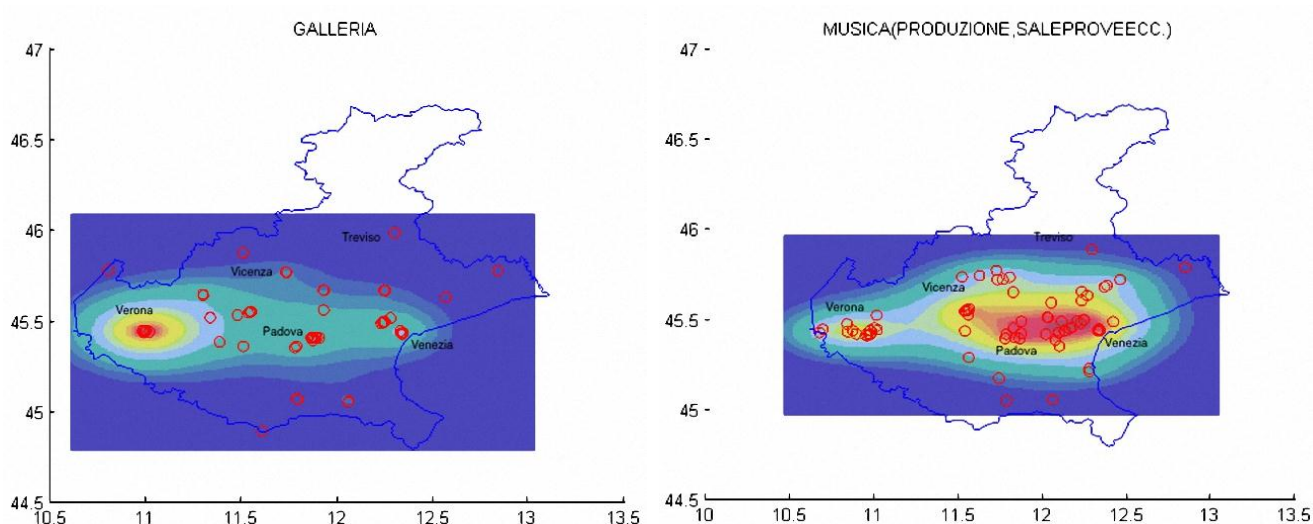 GALLERIA
47
46.5
46
45.5
45
44.5
10.5 11 11.5 12 12.5 13 13.5
Treviso
Vicenza
Verona
Padova
Venezia
MUSICA(PRODUZIONE,SALEPROVEECC.)
47
46.5
46
45.5
45
44.5
10 10.5 11 11.5 12 12.5 13 13.5
Treviso
Vicenza
Verona
Padova
Venezia